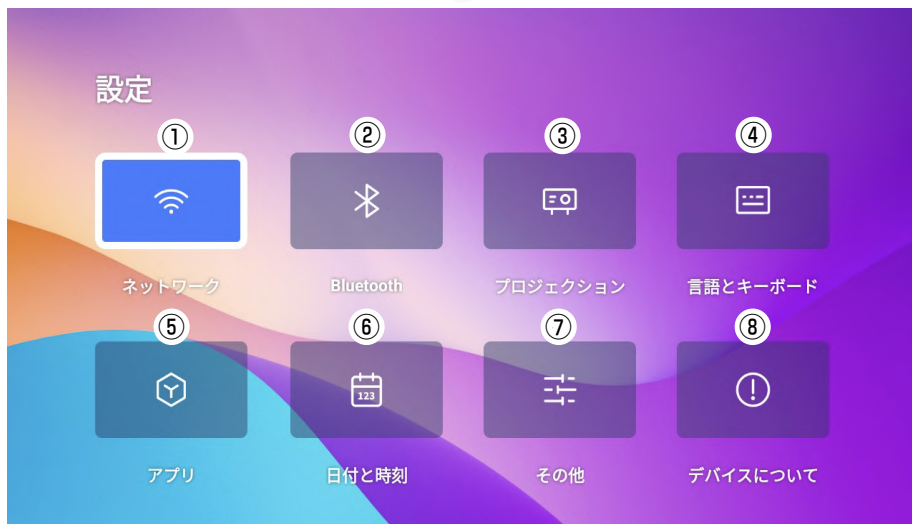 設定
① ② ③ ④
ネットワーク Bluetooth プロジェクション 言語とキーボード
⑤ ⑥ ⑦ ⑧
123
アプリ 日付と時刻 その他 デバイスについて